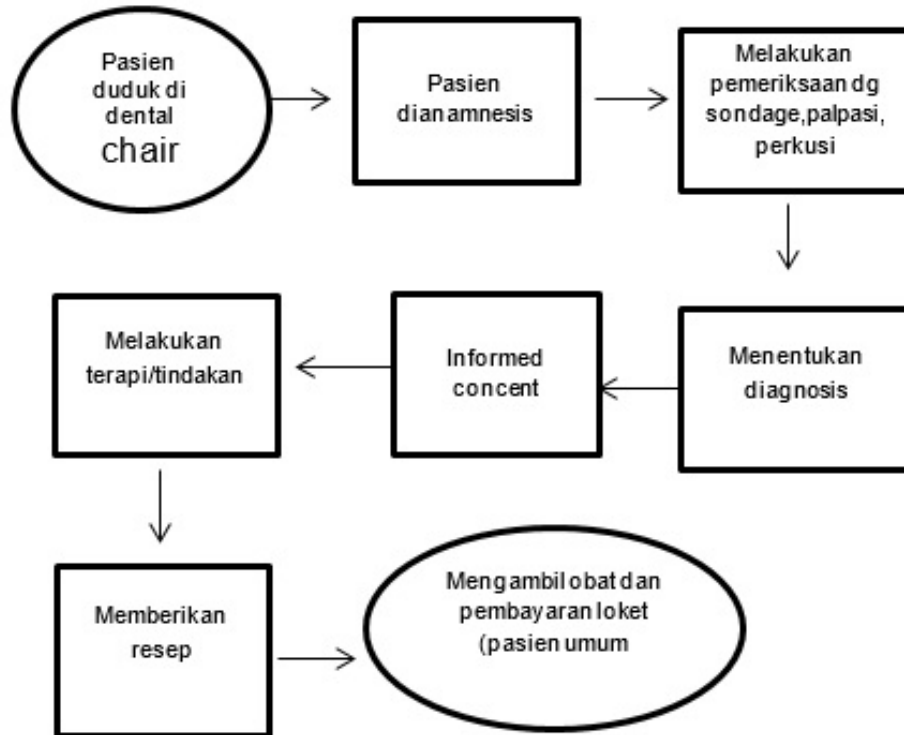 Pasien
duduk di
dental
chair
Pasien
dianamnesis
Melakukan
pemeriksaan dg
sondage,palpasi,
perkusi
Menentukan
diagnosis
Informed
concent
Melakukan
terapi/tindakan
Memberikan
resep
Mengambil obat dan
pembayaran loket
(pasien umum